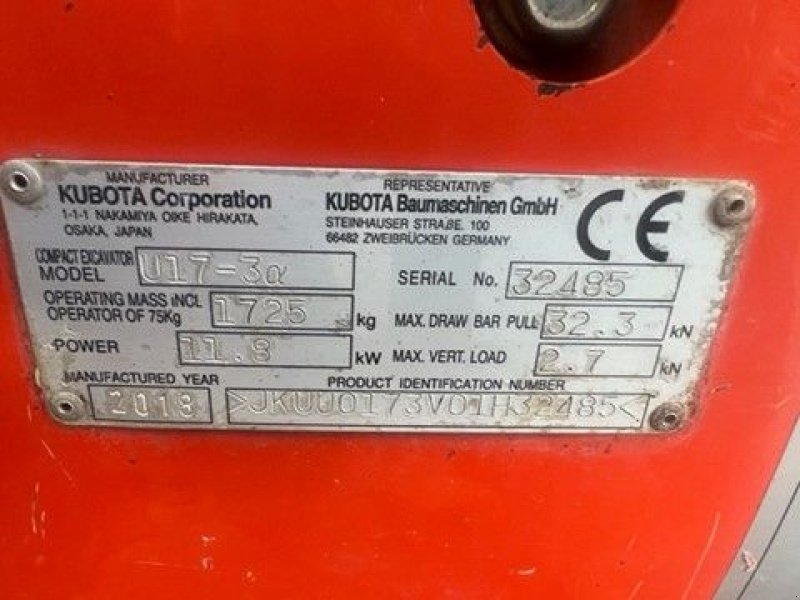 MANUFACTURER
KUBOTA Corporation
1-1-1 NAKAMIYA OIKE HIRAKATA,
OSAKA, JAPAN
REPRESENTATIVE
KUBOTA Baumaschinen GmbH
STEINHAUSER STRAßE. 100
66482 ZWEIBRÜCKEN GERMANY
CE
COMPACT EXCAVATOR
MODEL U17-3α
SERIAL No. 32485
OPERATING MASS INCL
OPERATOR OF 75Kg 1725 kg
MAX. DRAW BAR PULL 32.3 kN
POWER 11.8 kW
MAX. VERT. LOAD 2.7 kN
MANUFACTURED YEAR
2018
PRODUCT IDENTIFICATION NUMBER
>JKUU0173V01H32485<